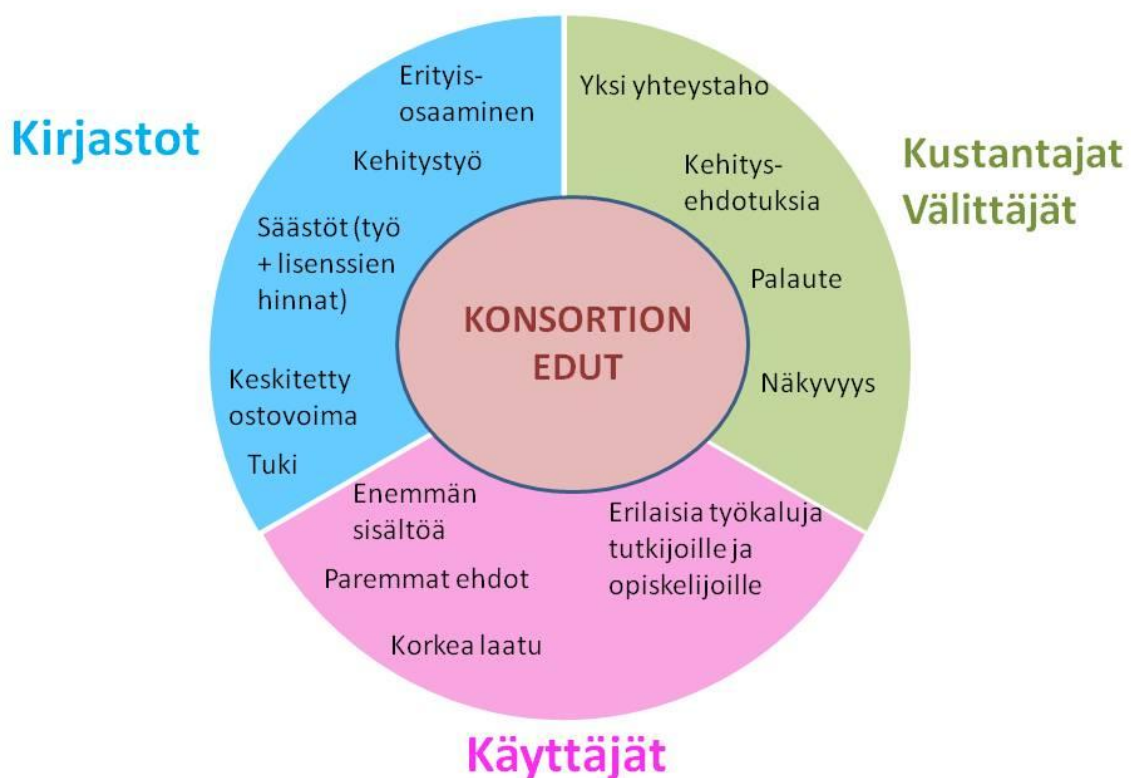 Kirjastot
Erityis-
osaaminen
Kehitystyö
Säästöt (työ
+ lisenssien
hinnat)
Keskitetty
ostovoima
Tuki
Kustantajat
Välittäjät
Yksi yhteystaho
Kehitys-
ehdotuksia
Palaute
Näkyvyys
KONSORTION
EDUT
Enemmän
sisältöä
Paremmat ehdot
Korkea laatu
Erilaisia työkaluja
tutkijoille ja
opiskelijoille
Käyttäjät